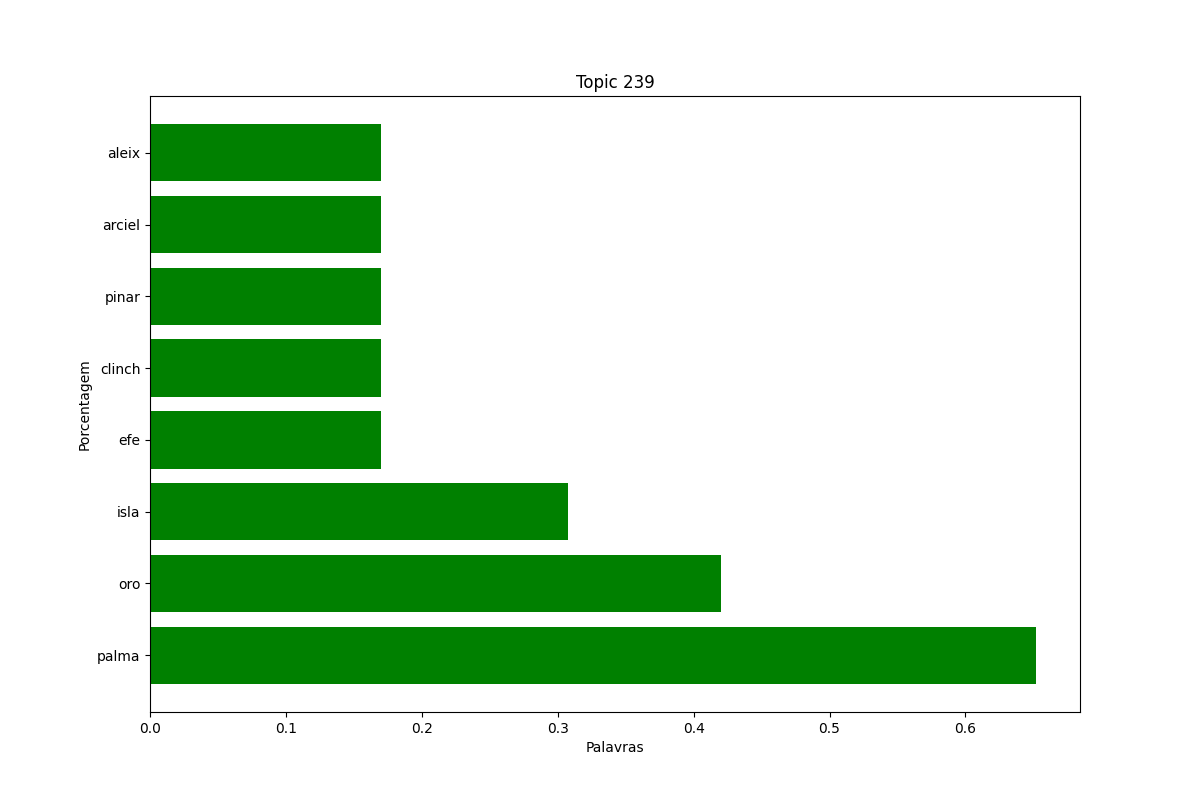 Topic 239
aleix
arciel
pinar
clinch
efe
isla
oro
palma
Porcentagem
0.0 0.1 0.2 0.3 0.4 0.5 0.6
Palavras